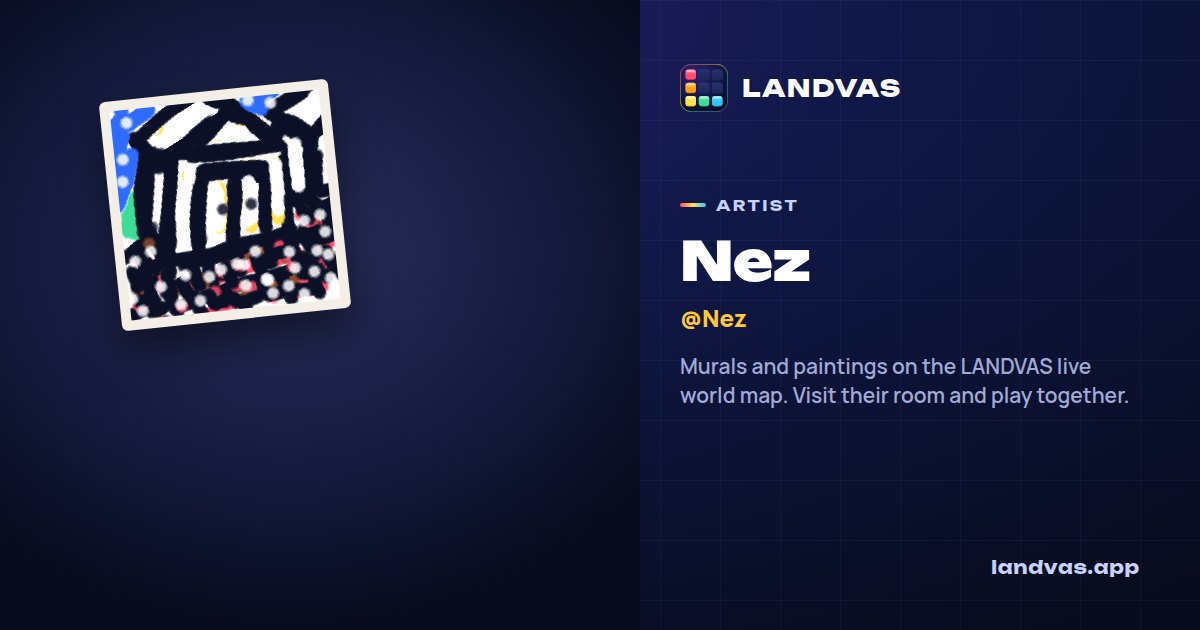 LANDVAS
ARTIST
Nez
@Nez
Murals and paintings on the LANDVAS live
world map. Visit their room and play together.
landvas.app